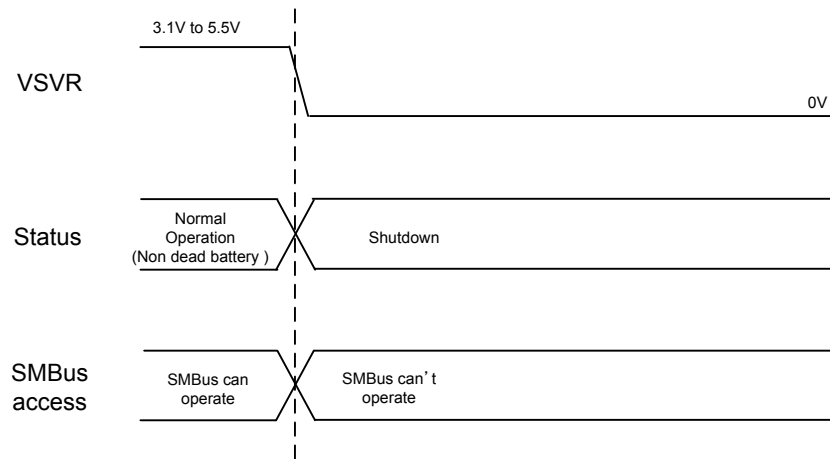 3.1V to 5.5V
VSVR
0V
Status
Normal
Operation
(Non dead battery )
Shutdown
SMBus
access
SMBus can
operate
SMBus can’t
operate